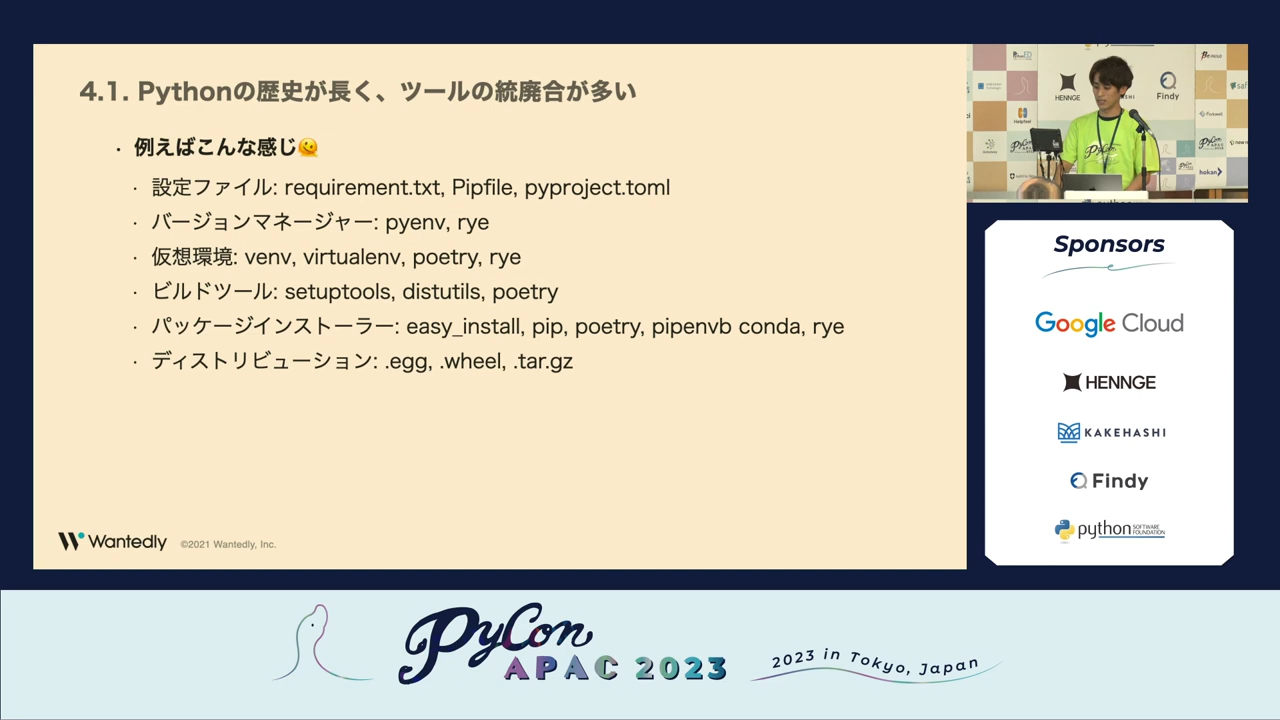 4.1. Pythonの歴史が長く、ツールの統廃合が多い
・ 例えばこんな感じ🫠
・ 設定ファイル: requirement.txt, Pipfile, pyproject.toml
・ バージョンマネージャー: pyenv, rye
・ 仮想環境: venv, virtualenv, poetry, rye
・ ビルドツール: setuptools, distutils, poetry
・ パッケージインストーラー: easy_install, pip, poetry, pipenvb conda, rye
・ ディストリビューション: .egg, .wheel, .tar.gz
Wantedly ©2021 Wantedly, Inc.
HENNGE
Findy
Helpfeel
PyCon
hokan
Sponsors
Google Cloud
HENNGE
KAKEHASHI
Findy
python SOFTWARE FOUNDATION
PyCon
APAC 2023
2023 in Tokyo, Japan